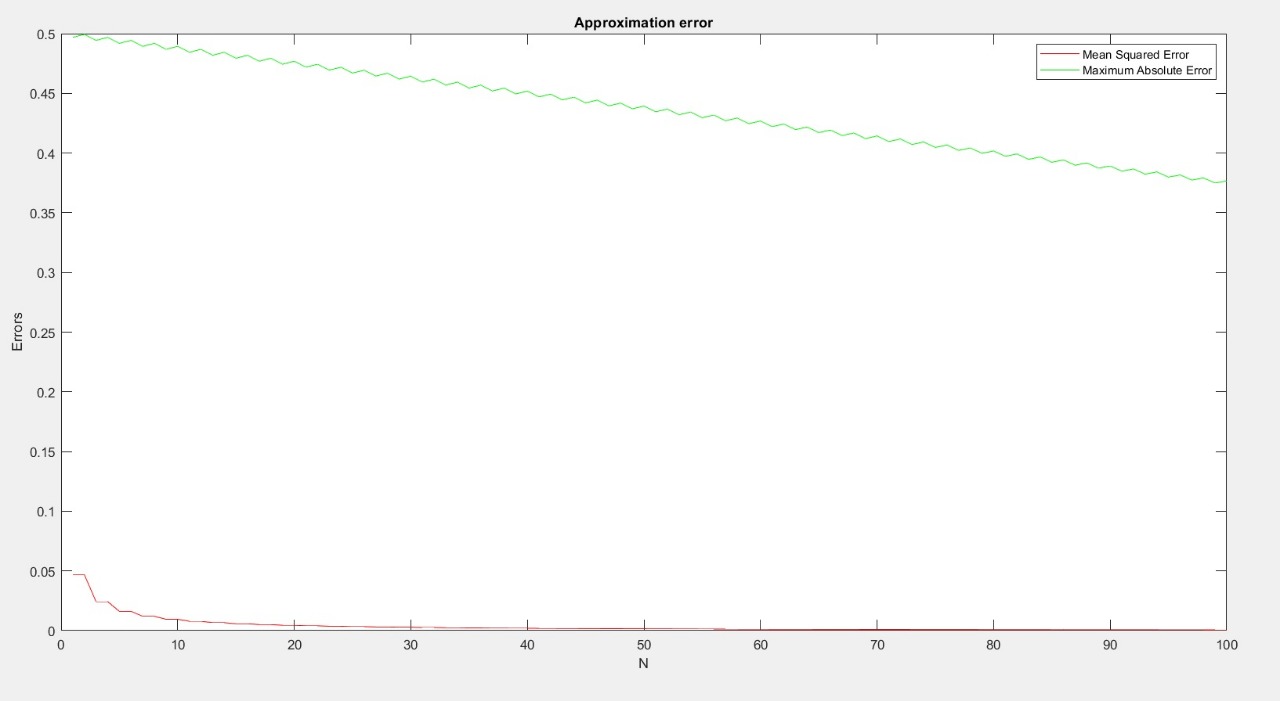 Approximation error
Mean Squared Error
Maximum Absolute Error
0.5
0.45
0.4
0.35
0.3
0.25
0.2
0.15
0.1
0.05
0
Errors
0 10 20 30 40 50 60 70 80 90 100
N